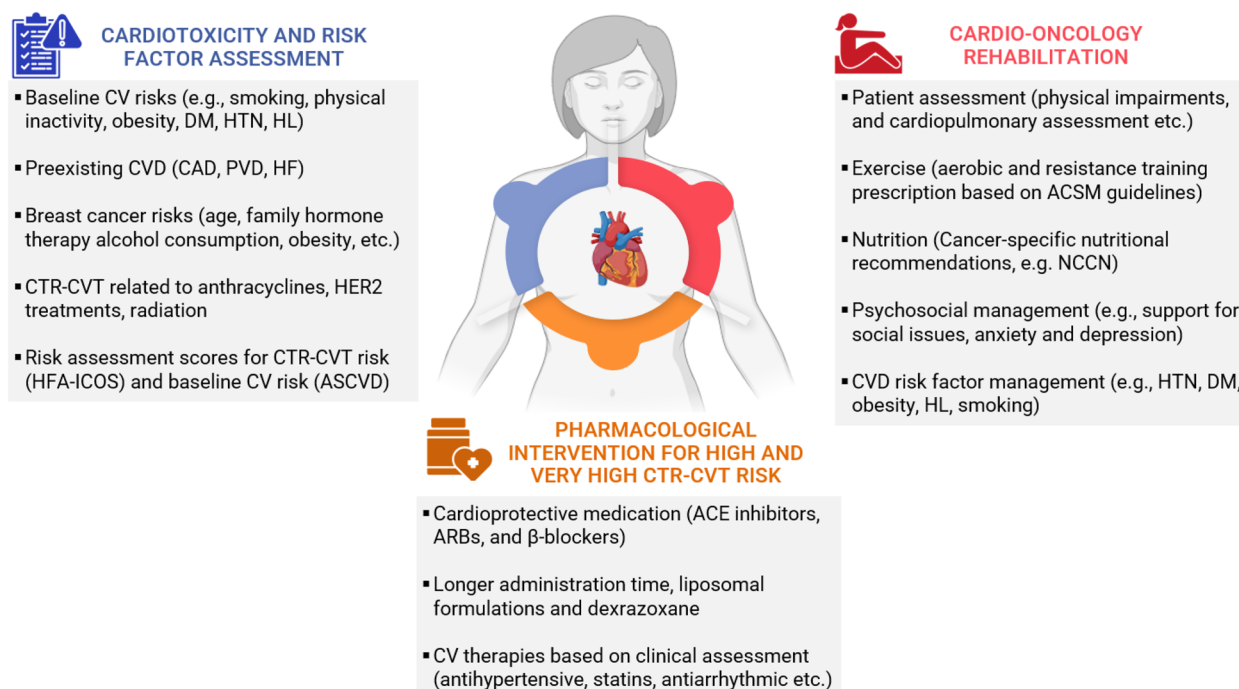 CARDIOTOXICITY AND RISK
FACTOR ASSESSMENT
▪Baseline CV risks (e.g., smoking, physical
inactivity, obesity, DM, HTN, HL)
▪Preexisting CVD (CAD, PVD, HF)
▪Breast cancer risks (age, family hormone
therapy alcohol consumption, obesity, etc.)
▪CTR-CVT related to anthracyclines, HER2
treatments, radiation
▪Risk assessment scores for CTR-CVT risk
(HFA-ICOS) and baseline CV risk (ASCVD)
CARDIO-ONCOLOGY
REHABILITATION
▪Patient assessment (physical impairments,
and cardiopulmonary assessment etc.)
▪Exercise (aerobic and resistance training
prescription based on ACSM guidelines)
▪Nutrition (Cancer-specific nutritional
recommendations, e.g. NCCN)
▪Psychosocial management (e.g., support for
social issues, anxiety and depression)
▪CVD risk factor management (e.g., HTN, DM,
obesity, HL, smoking)
PHARMACOLOGICAL
INTERVENTION FOR HIGH AND
VERY HIGH CTR-CVT RISK
▪Cardioprotective medication (ACE inhibitors,
ARBs, and β-blockers)
▪Longer administration time, liposomal
formulations and dexrazoxane
▪CV therapies based on clinical assessment
(antihypertensive, statins, antiarrhythmic etc.)